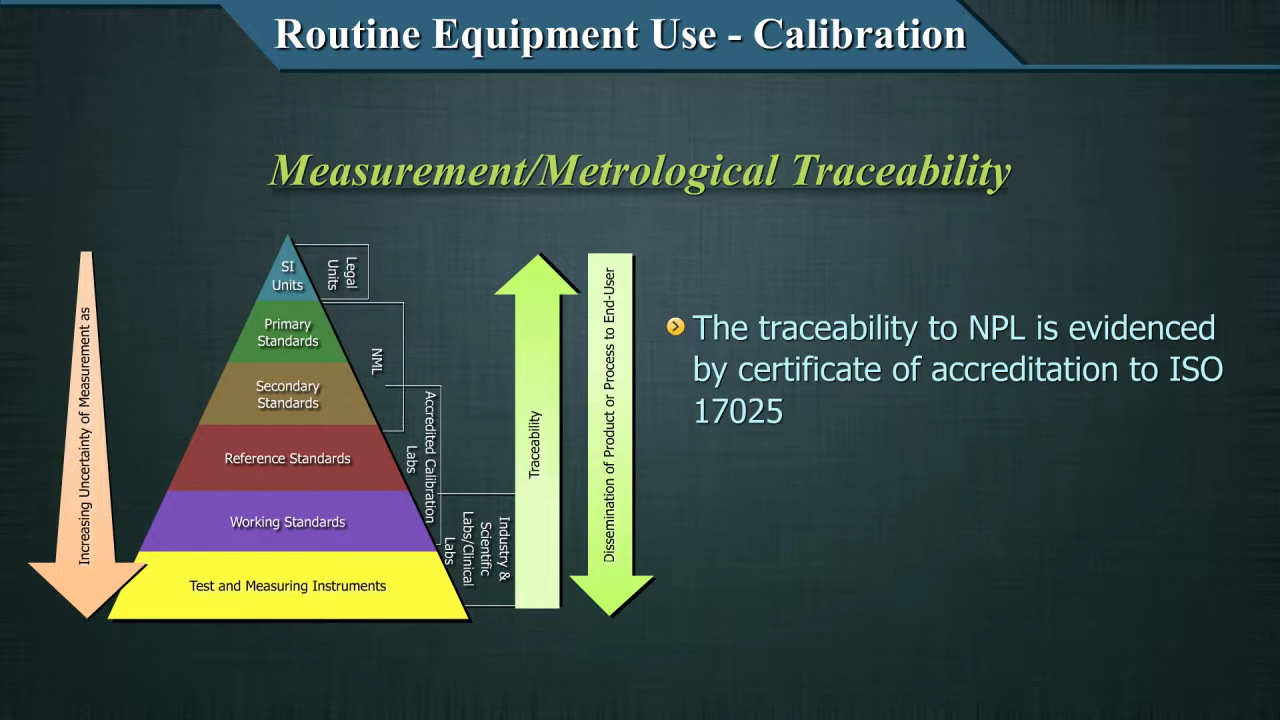 Routine Equipment Use - Calibration
Measurement/Metrological Traceability
Increasing Uncertainty of Measurement as
SI
Units
Primary
Standards
Secondary
Standards
Reference Standards
Working Standards
Test and Measuring Instruments
Legal
Units
NML
Accredited Calibration
Labs
Industry &
Scientific
Labs/Clinical
Labs
Traceability
Dissemination of Product or Process to End-User
The traceability to NPL is evidenced
by certificate of accreditation to ISO
17025